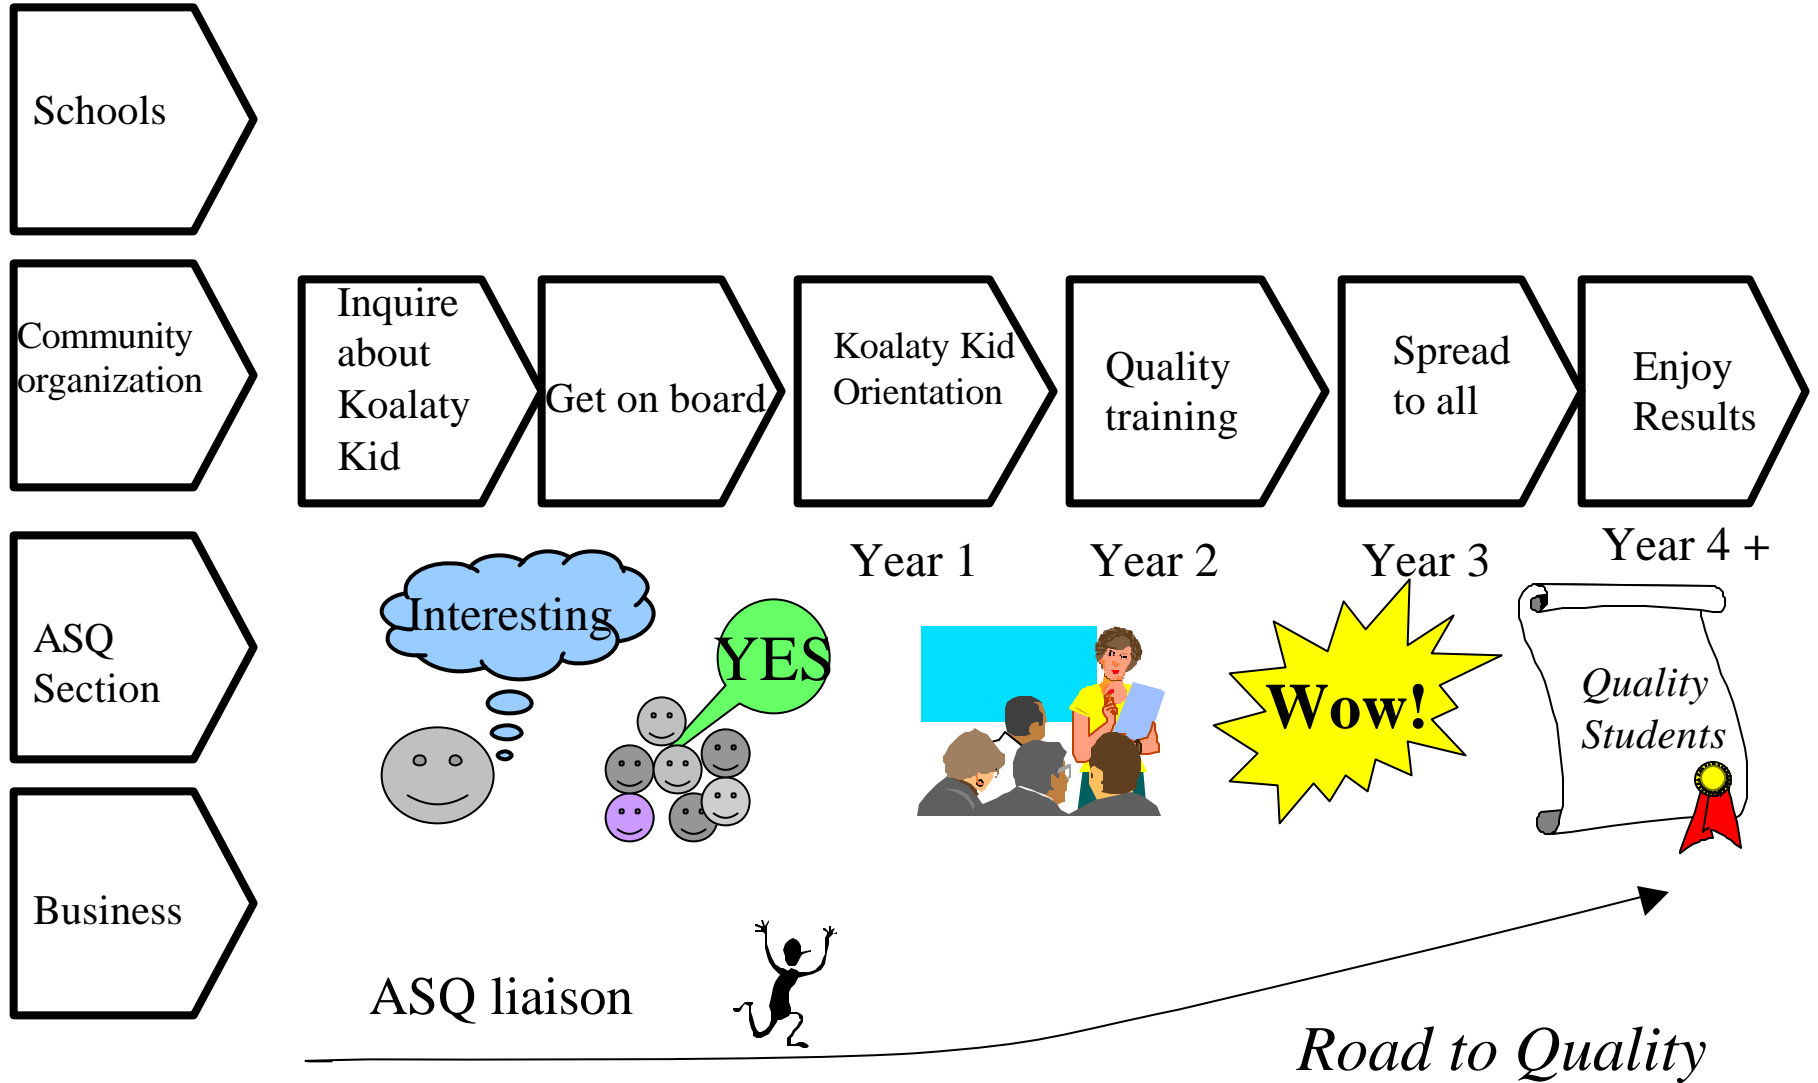 Schools
Community
organization
ASQ
Section
Business
Inquire
about
Koalaty
Kid
Get on board
Koalaty Kid
Orientation
Quality
training
Spread
to all
Enjoy
Results
Year 1
Year 2
Year 3
Year 4 +
Interesting
YES
Wow!
Quality
Students
ASQ liaison
Road to Quality